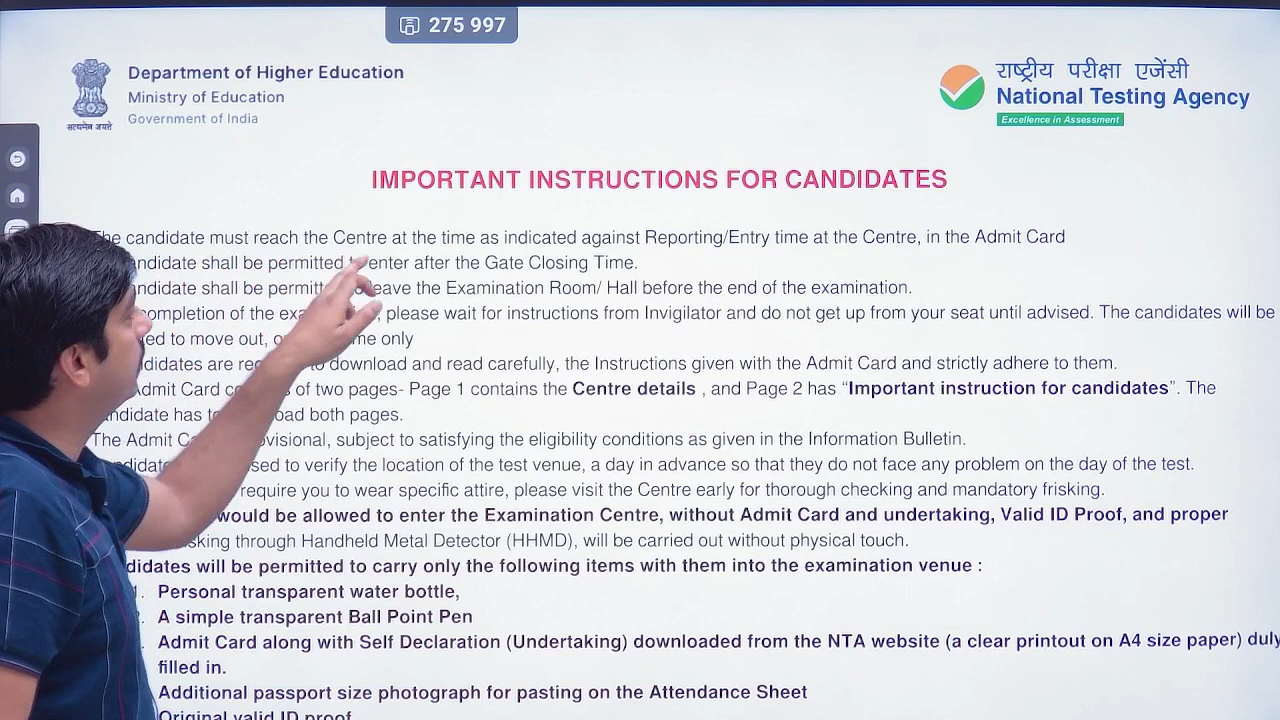 275 997
Department of Higher Education
Ministry of Education
Government of India
सत्यमेव जयते
राष्ट्रीय परीक्षा एजेंसी
National Testing Agency
Excellence in Assessment
IMPORTANT INSTRUCTIONS FOR CANDIDATES
The candidate must reach the Centre at the time as indicated against Reporting/Entry time at the Centre, in the Admit Card
andidate shall be permitted enter after the Gate Closing Time.
andidate shall be eave the Examination Room/ Hall before the end of the examination.
ompletion of the , please wait for instructions from Invigilator and do not get up from your seat until advised. The candidates will be
to move out, only
didates are download and read carefully, the Instructions given with the Admit Card and strictly adhere to them.
Admit Card of two pages- Page 1 contains the Centre details , and Page 2 has “Important instruction for candidates”. The
ndidate has both pages.
The Admit subject to satisfying the eligibility conditions as given in the Information Bulletin.
to verify the location of the test venue, a day in advance so that they do not face any problem on the day of the test.
require you to wear specific attire, please visit the Centre early for thorough checking and mandatory frisking.
would be allowed to enter the Examination Centre, without Admit Card and undertaking, Valid ID Proof, and proper
through Handheld Metal Detector (HHMD), will be carried out without physical touch.
didates will be permitted to carry only the following items with them into the examination venue :
1. Personal transparent water bottle,
A simple transparent Ball Point Pen
Admit Card along with Self Declaration (Undertaking) downloaded from the NTA website (a clear printout on A4 size paper) duly
filled in.
Additional passport size photograph for pasting on the Attendance Sheet
Original valid ID proof